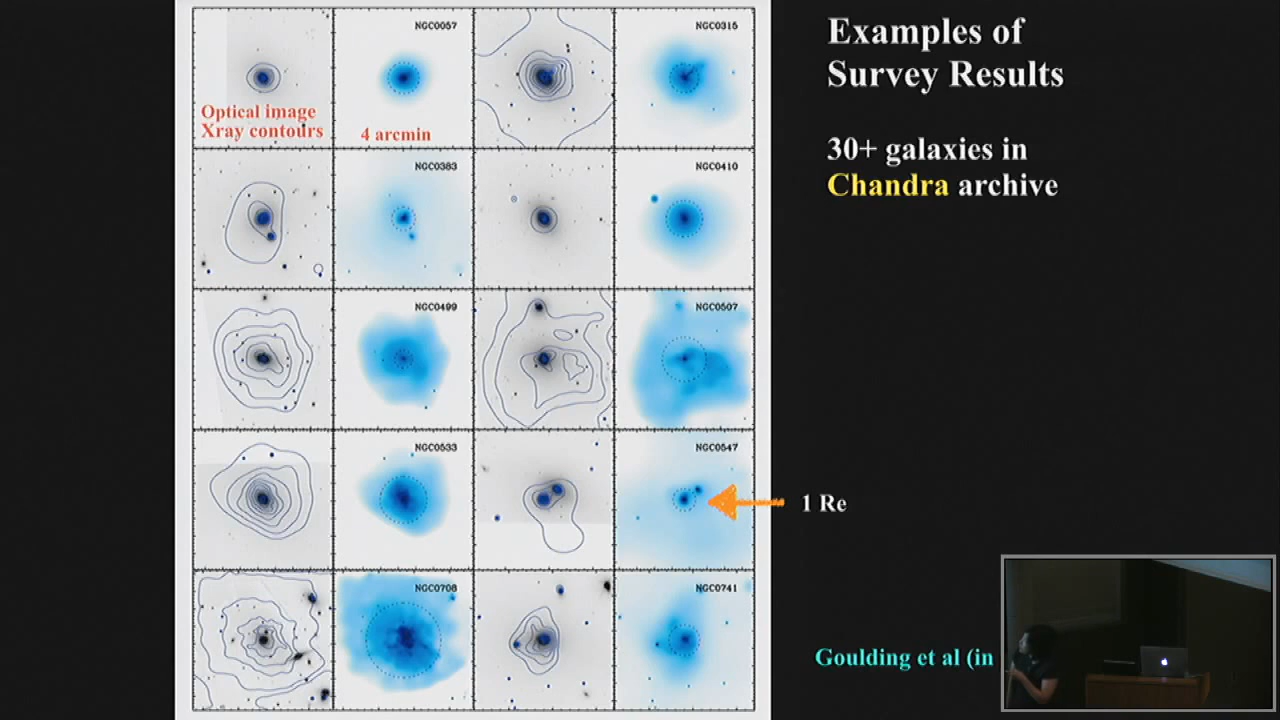 Examples of
Survey Results
30+ galaxies in
Chandra archive
NGC0057
NGC0315
Optical image
Xray contours
4 arcmin
NGC0383
NGC0410
NGC0499
NGC0507
NGC0533
NGC0547
1 Re
NGC0708
NGC0741
Goulding et al (in